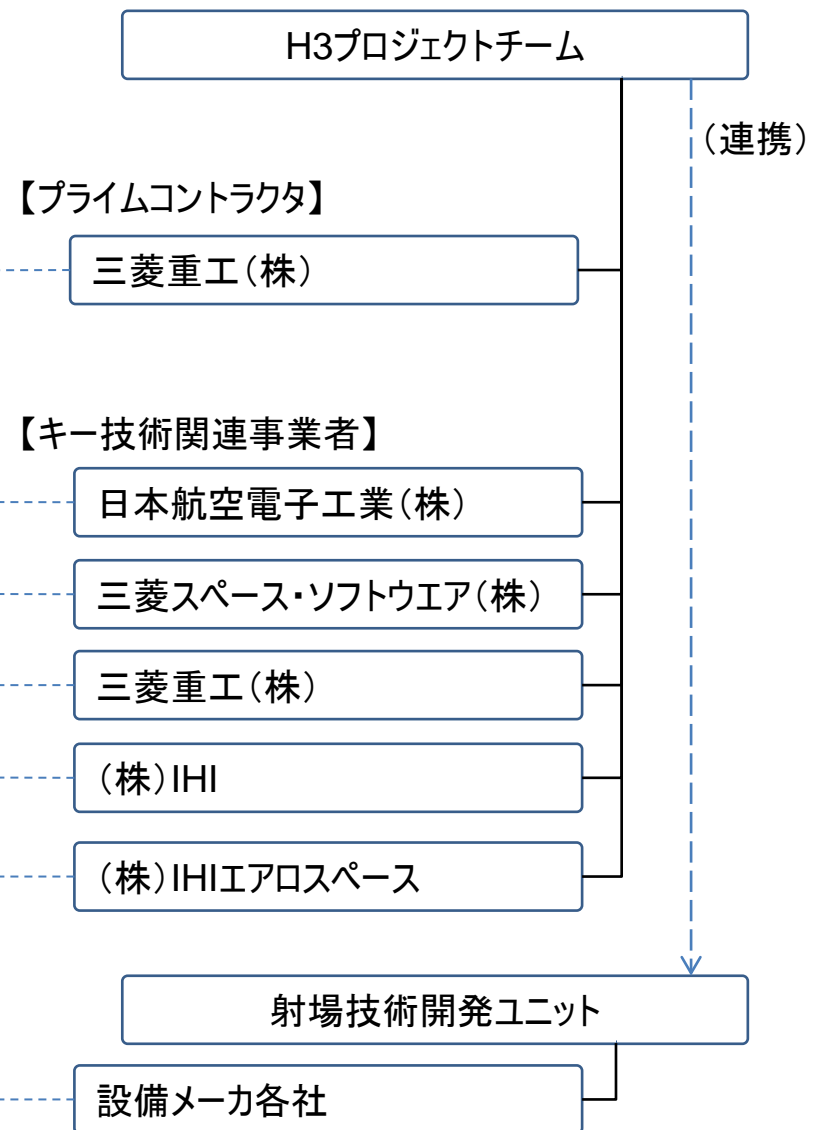 H3プロジェクトチーム
（連携）
【プライムコントラクタ】
三菱重工（株）
【キー技術関連事業者】
日本航空電子工業（株）
三菱スペース・ソフトウエア（株）
三菱重工（株）
（株）IHI
（株）IHIエアロスペース
射場技術開発ユニット
設備メーカ各社